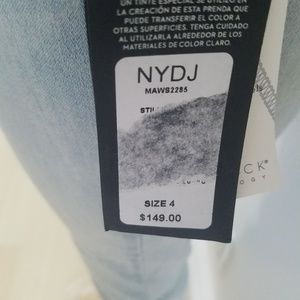 UN TINTE ESPECIAL SE UTILIZÓ EN
LA CREACIÓN DE ESTA PRENDA QUE
PUEDE TRANSFERIR EL COLOR A
OTRAS SUPERFICIES. TENGA CUIDADO
AL UTILIZARLA ALREDEDOR DE LOS
MATERIALES DE COLOR CLARO.
NYDJ
MAWS2285
SIZE 4
$149.00